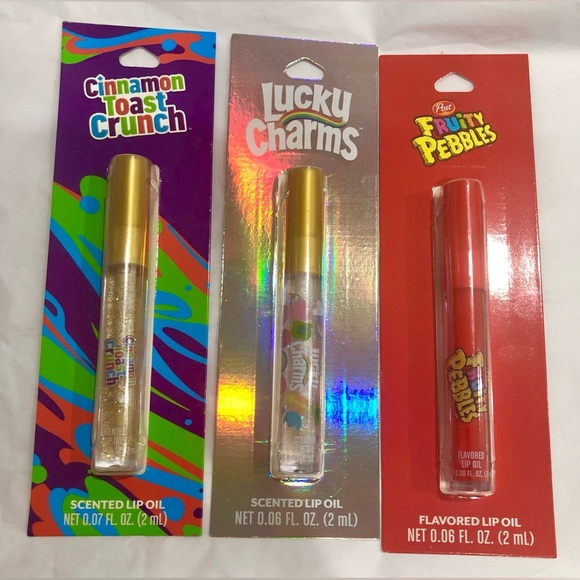 Cinnamon
Toast
Crunch
Cinnamon
Toast
Crunch
SCENTED LIP OIL
NET 0.07 FL. OZ. (2 mL)
LUCKY
Charms
LUCKY
CHARMS
SCENTED LIP OIL
NET 0.06 FL. OZ. (2 mL)
Post
FRUITY
PEBBLES
FRUITY
PEBBLES
FLAVORED
LIP OIL
FLAVORED LIP OIL
NET 0.06 FL. OZ. (2 mL)